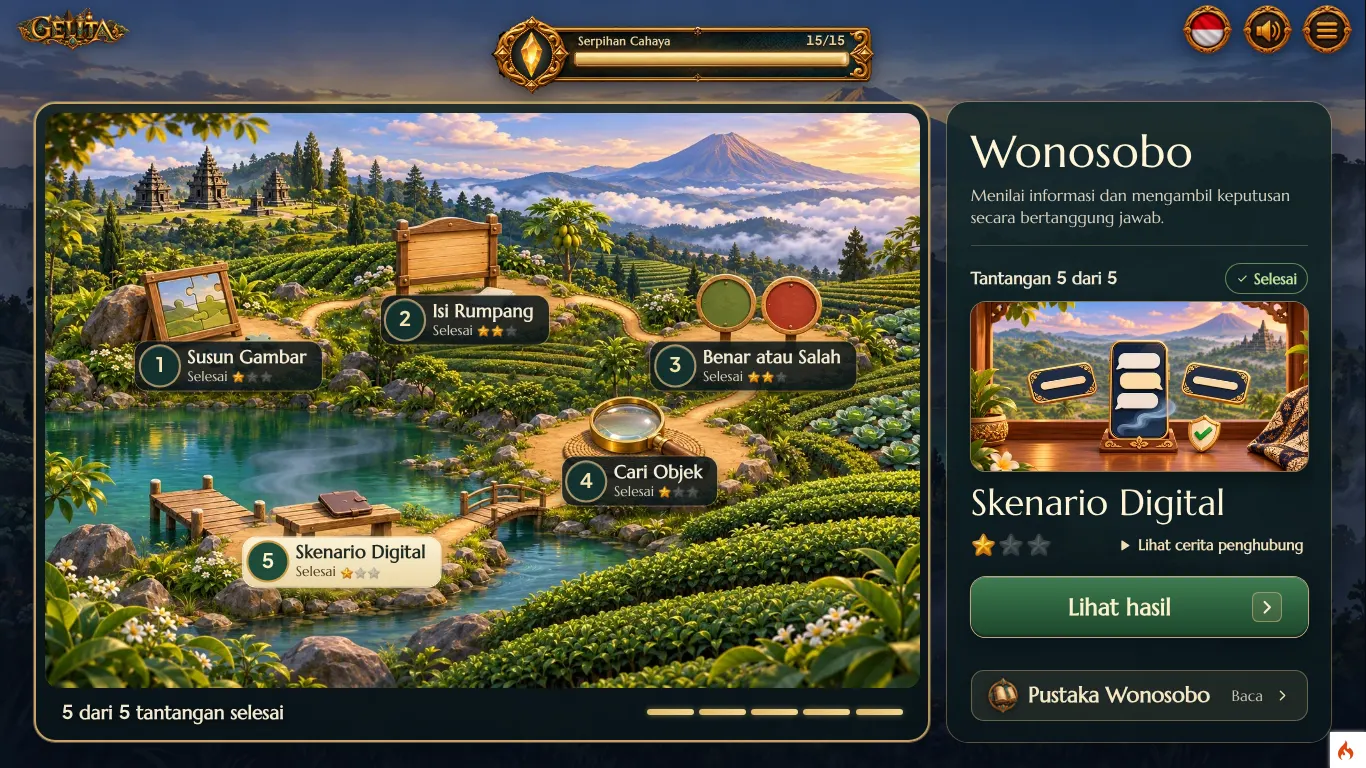 GELITA
Serpihan Cahaya 15/15
Wonosobo
Menilai informasi dan mengambil keputusan
secara bertanggung jawab.
Tantangan 5 dari 5
Selesai
Skenario Digital
Lihat cerita penghubung
Lihat hasil
Pustaka Wonosobo Baca
1 Susun Gambar
Selesai
2 Isi Rumpang
Selesai
3 Benar atau Salah
Selesai
4 Cari Objek
Selesai
5 Skenario Digital
Selesai
5 dari 5 tantangan selesai